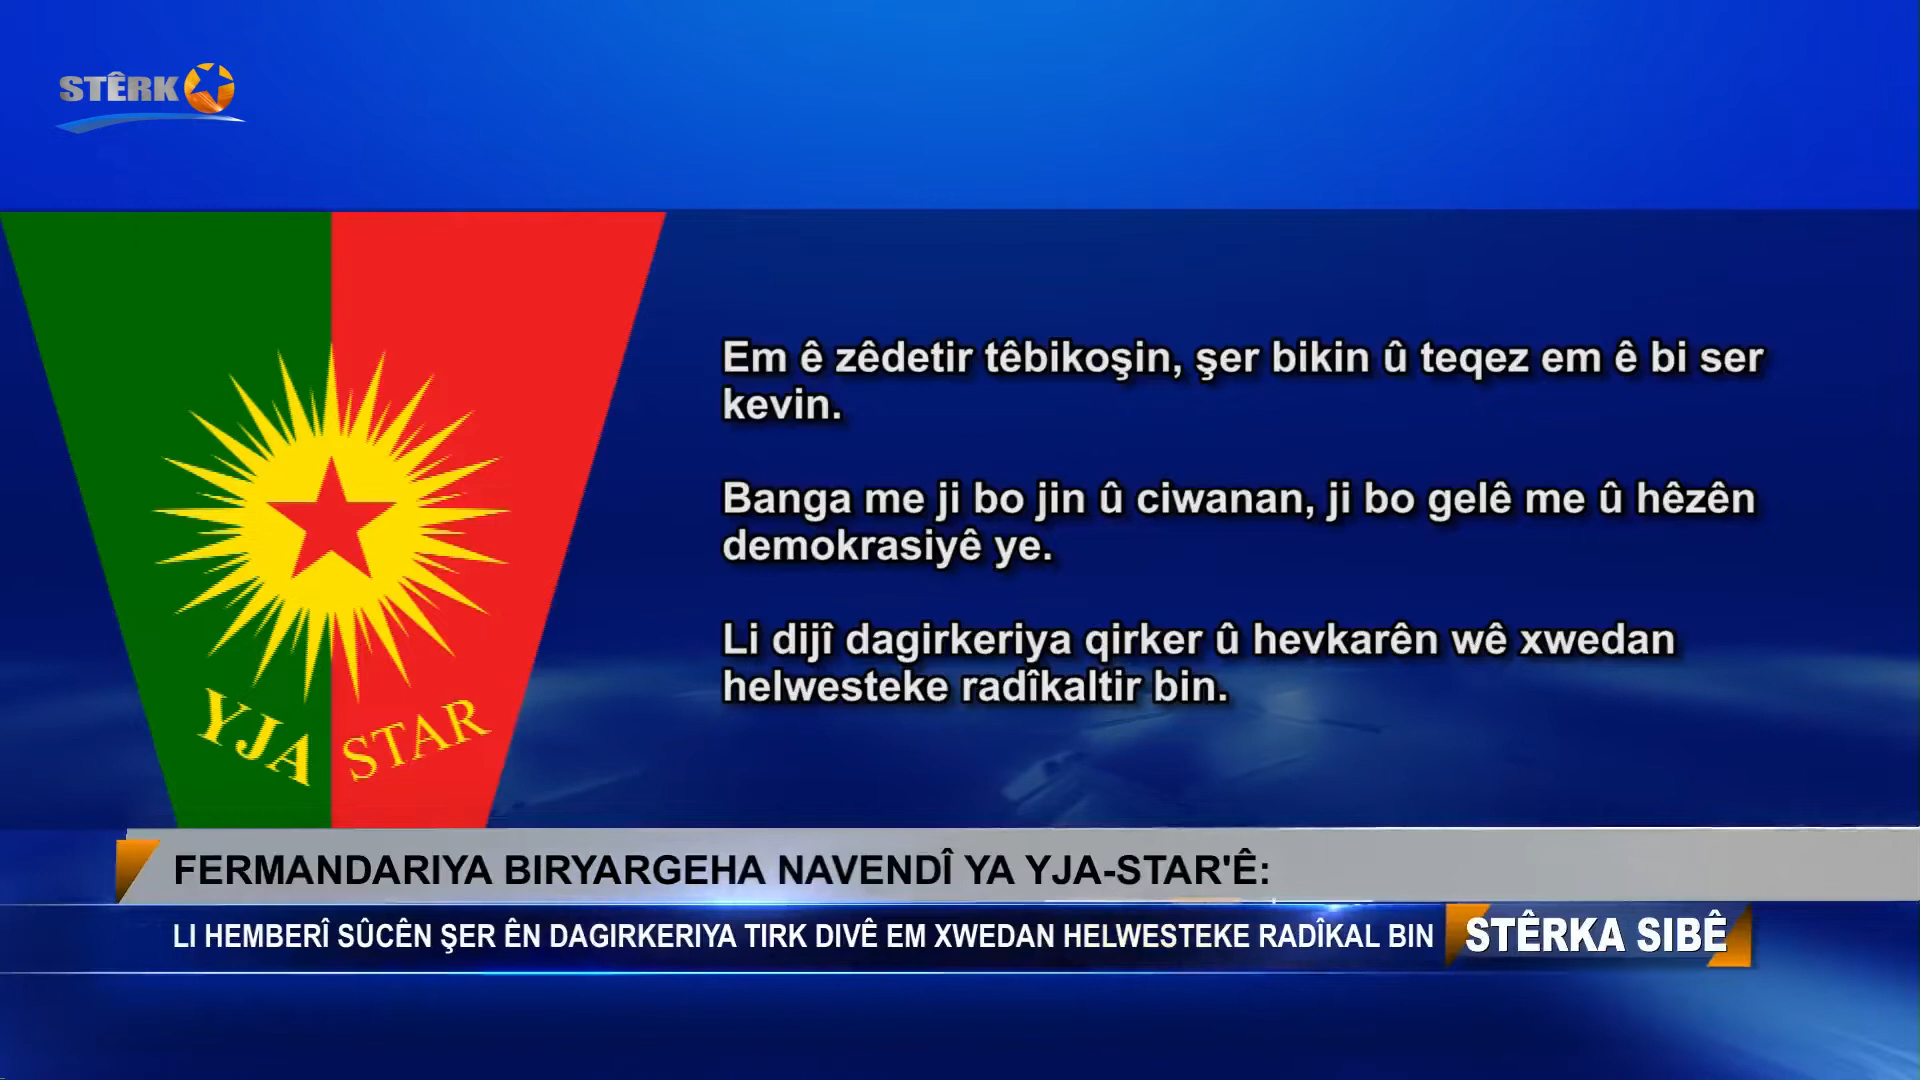 STÊRK
Em ê zêdetir têbikoşin, şer bikin û teqez em ê bi ser
kevin.
Banga me ji bo jin û ciwanan, ji bo gelê me û hêzên
demokrasiyê ye.
Li dijî dagirkeriya qirker û hevkarên wê xwedan
helwesteke radîkaltir bin.
YJA STAR
FERMANDARIYA BIRYARGEHA NAVENDÎ YA YJA-STAR'Ê:
LI HEMBERÎ SÛCÊN ŞER ÊN DAGIRKERIYA TIRK DIVÊ EM XWEDAN HELWESTEKE RADÎKAL BIN
STÊRKA SIBÊ